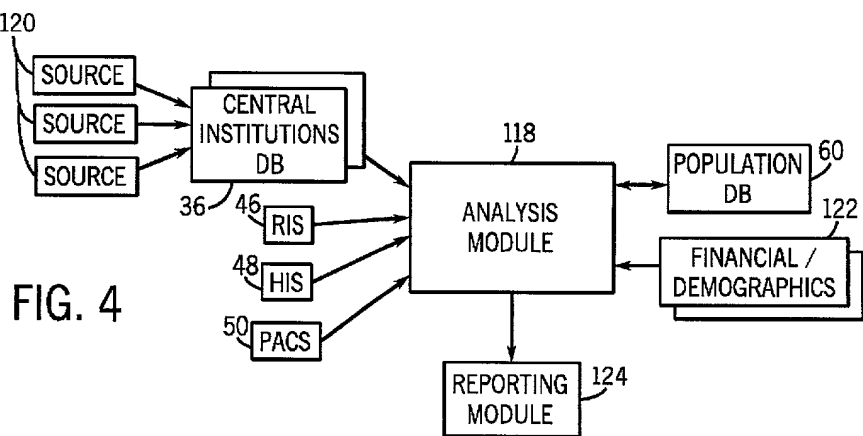 120
SOURCE
SOURCE
SOURCE
CENTRAL
INSTITUTIONS
DB
36
46
RIS
48
HIS
50
PACS
118
ANALYSIS
MODULE
POPULATION
DB
60
122
FINANCIAL /
DEMOGRAPHICS
REPORTING
MODULE
124
FIG. 4